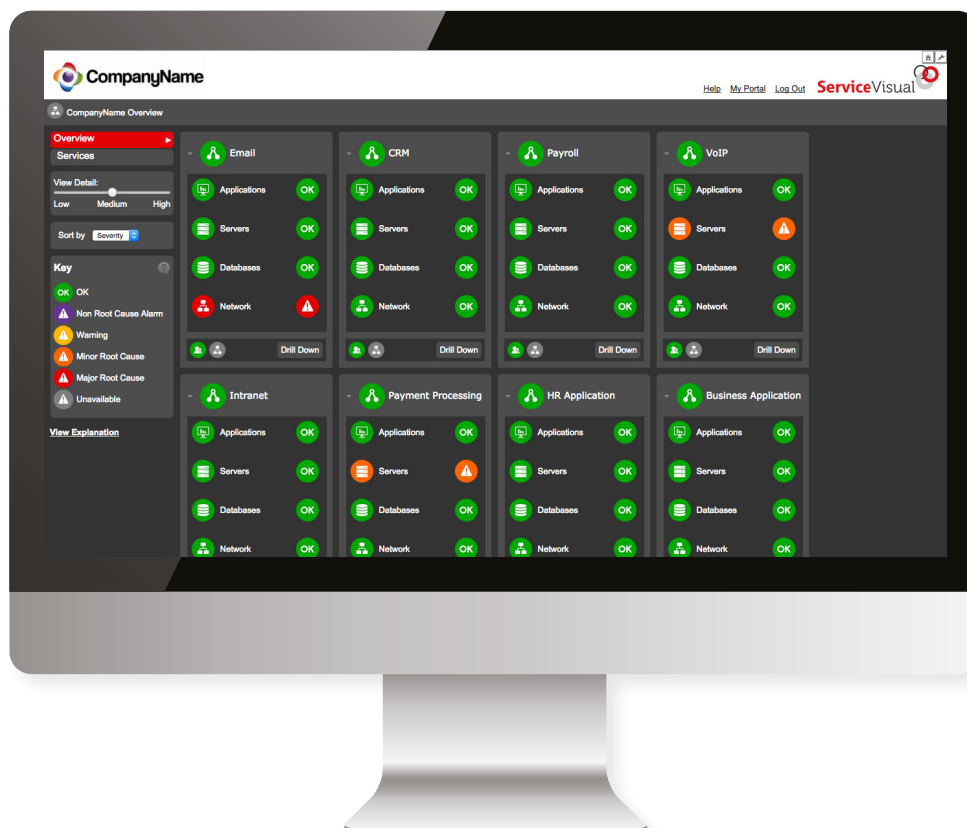 CompanyName
Help My Portal Log Out ServiceVisual
CompanyName Overview
Overview
Services
View Detail:
Low Medium High
Sort by Severity
Key ?
OK OK
Non Root Cause Alarm
Warning
Minor Root Cause
Major Root Cause
Unavailable
View Explanation
Email
Applications OK
Servers OK
Databases OK
Network
Drill Down
CRM
Applications OK
Servers OK
Databases OK
Network OK
Drill Down
Payroll
Applications OK
Servers OK
Databases OK
Network OK
Drill Down
VoIP
Applications OK
Servers
Databases OK
Network OK
Drill Down
Intranet
Applications OK
Servers OK
Databases OK
Network OK
Payment Processing
Applications OK
Servers
Databases OK
Network OK
HR Application
Applications OK
Servers OK
Databases OK
Network OK
Business Application
Applications OK
Servers OK
Databases OK
Network OK